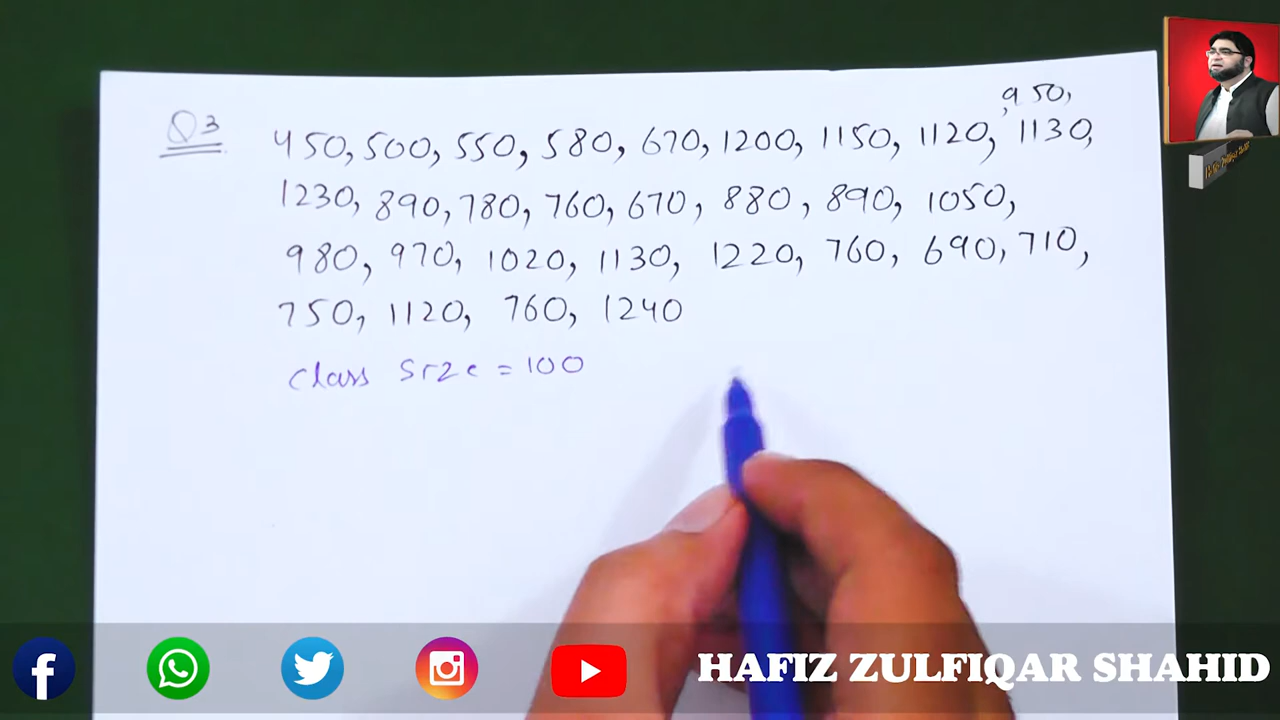 Q3
, 950,
450, 500, 550, 580, 670, 1200, 1150, 1120, 1130,
1230, 890, 780, 760, 670, 880, 890, 1050,
980, 970, 1020, 1130, 1220, 760, 690, 710,
750, 1120, 760, 1240
Class Size = 100
HAFIZ ZULFIQAR SHAHID